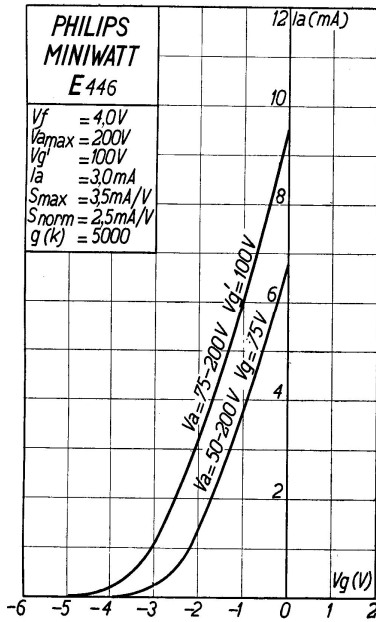 PHILIPS
MINIWATT
E446
Vf = 4,0V
Vamax = 200V
Vg' = 100V
Ia = 3,0mA
Smax = 3,5mA/V
Snorm = 2,5mA/V
g(k) = 5000
12 Ia(mA)
10
8
6
4
2
Va=75-200V Vg'=100V
Va=50-200V Vg'=75V
Vg(V)
-6 -5 -4 -3 -2 -1 0 1 2